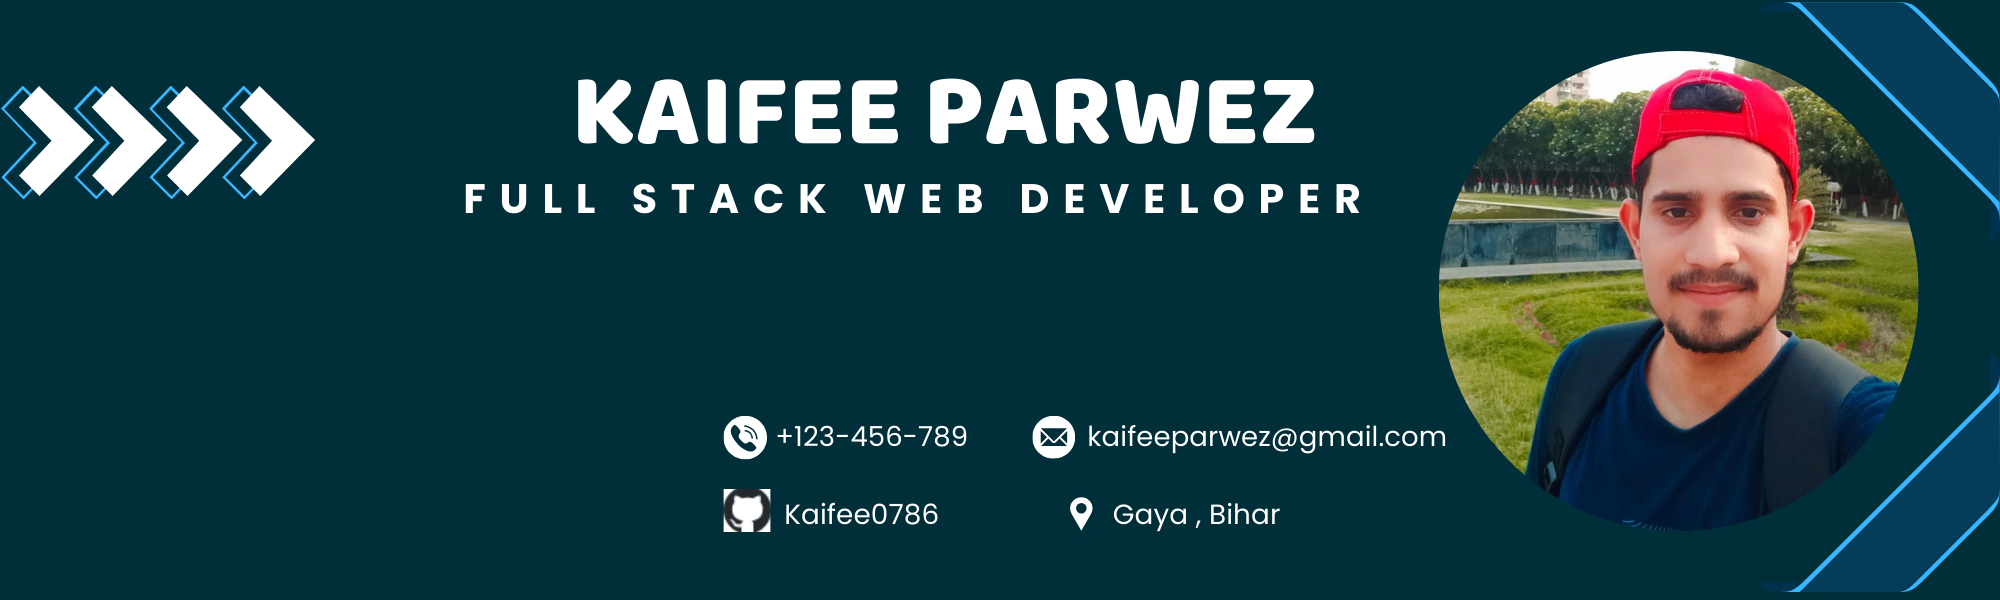 KAIFEE PARWEZ
FULL STACK WEB DEVELOPER
+123-456-789
kaifeeparwez@gmail.com
Kaifee0786
Gaya , Bihar